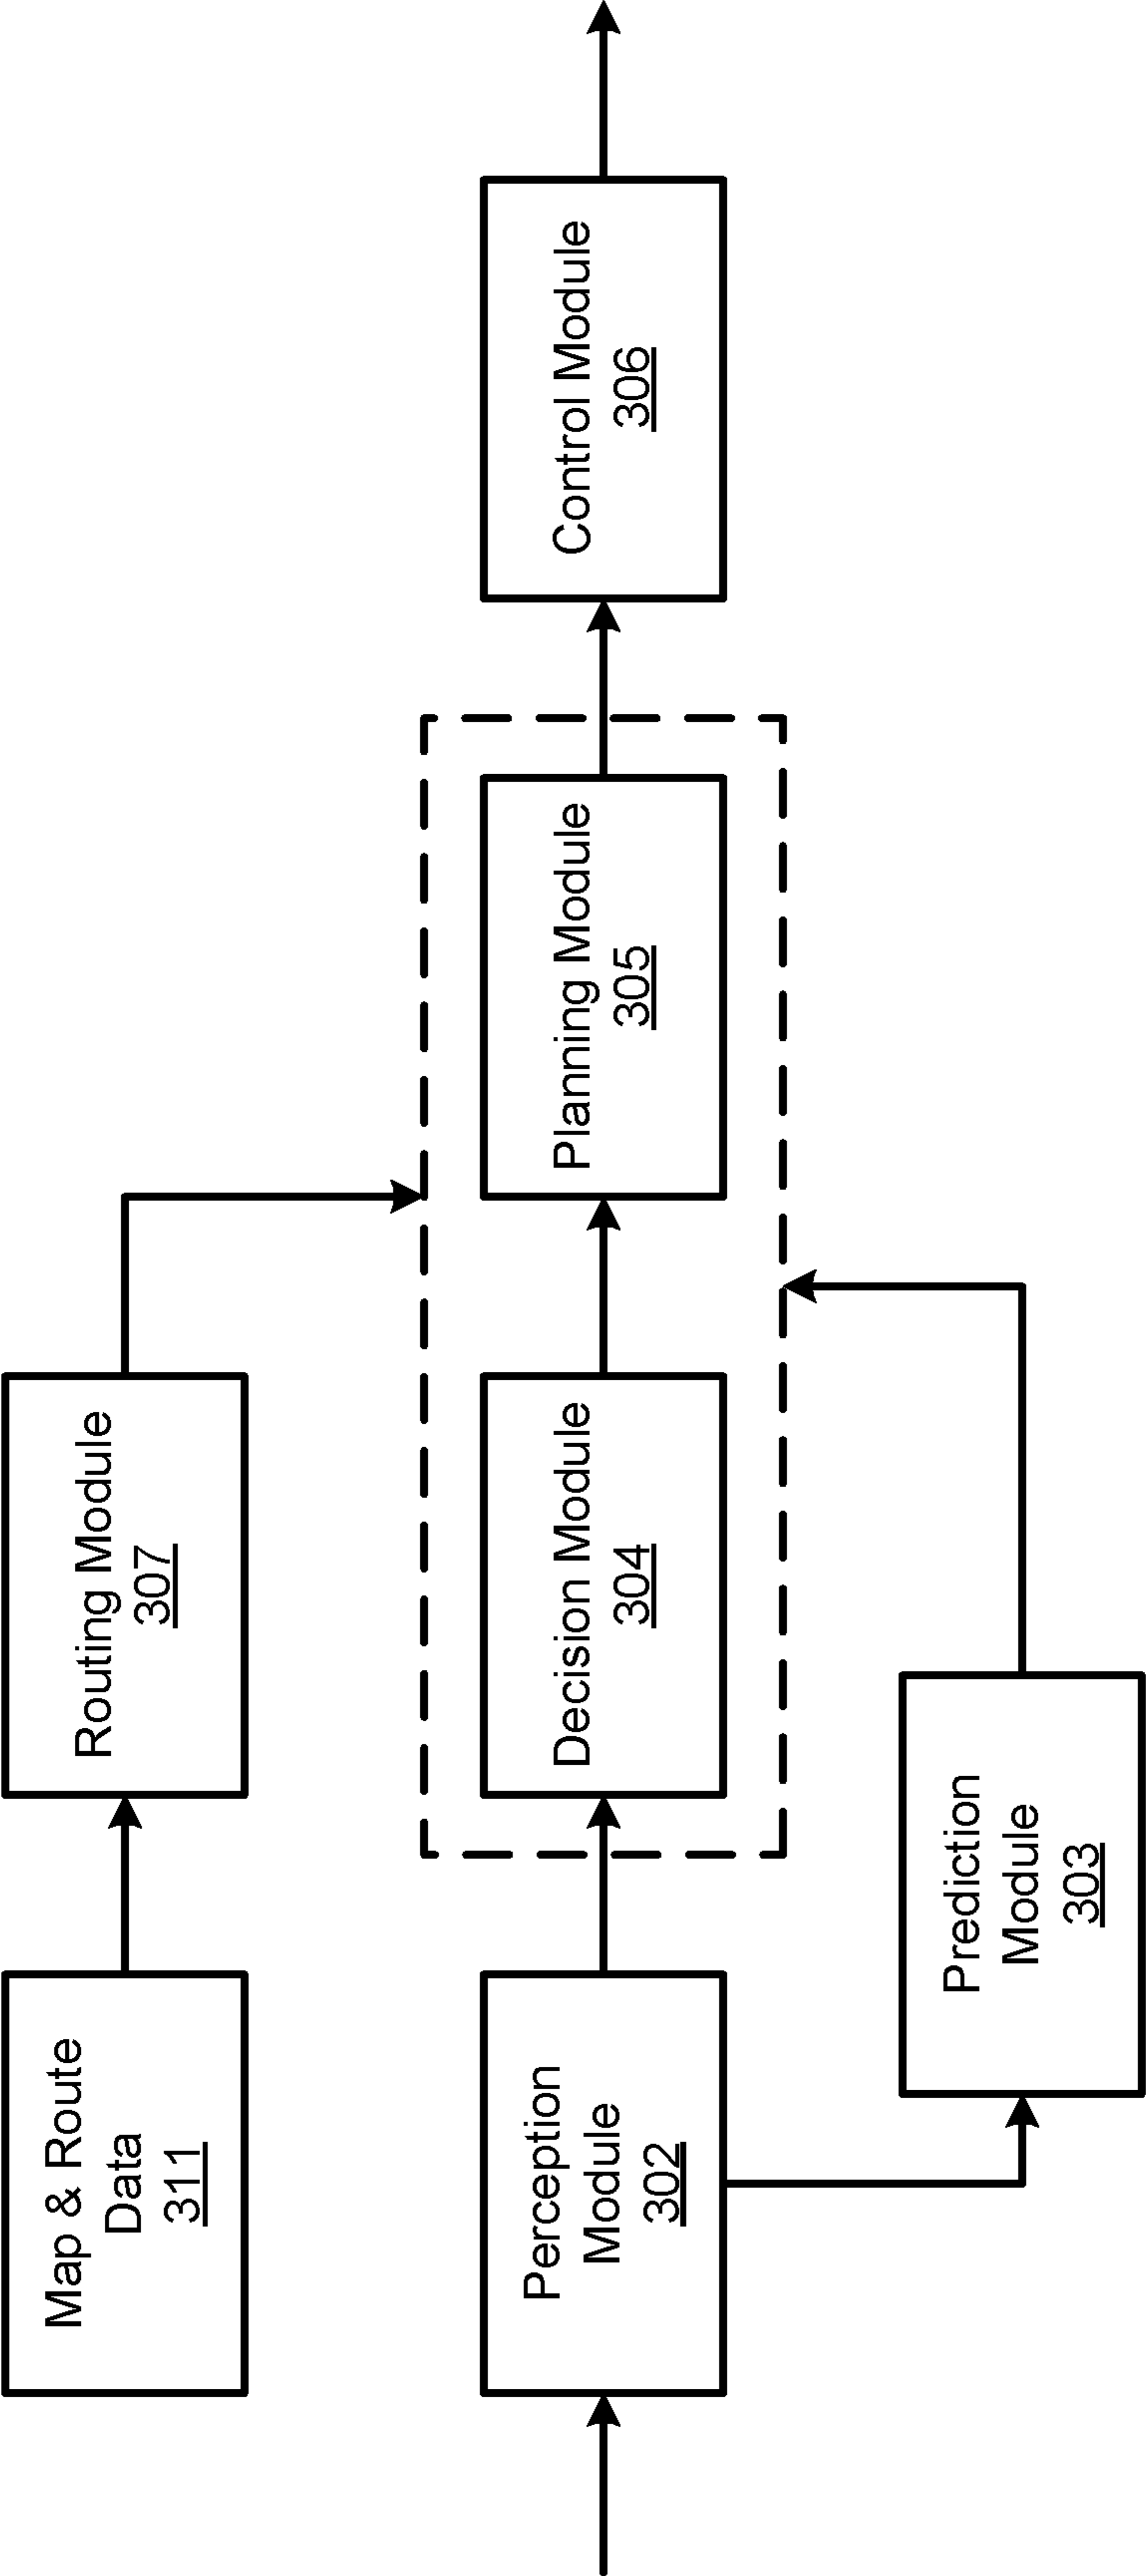 Map & Route
Data
311
Routing Module
307
Perception
Module
302
Decision Module
304
Planning Module
305
Control Module
306
Prediction
Module
303